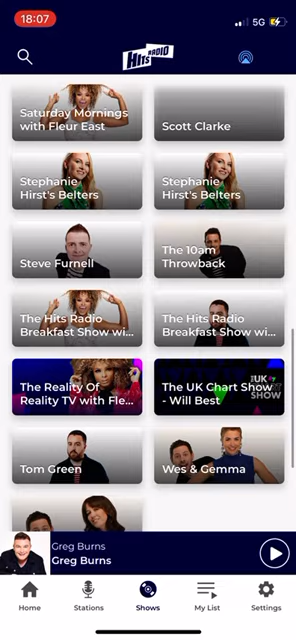 18:07
5G
HITS RADIO
Saturday Mornings
with Fleur East
Scott Clarke
Stephanie
Hirst's Belters
Stephanie
Hirst's Belters
Steve Furnell
The 10am
Throwback
The Hits Radio
Breakfast Show wi...
The Hits Radio
Breakfast Show wi...
The Reality Of
Reality TV with Fle...
The UK Chart Show
- Will Best
UK
SHOW
Tom Green
Wes & Gemma
Greg Burns
Greg Burns
Home
Stations
Shows
My List
Settings